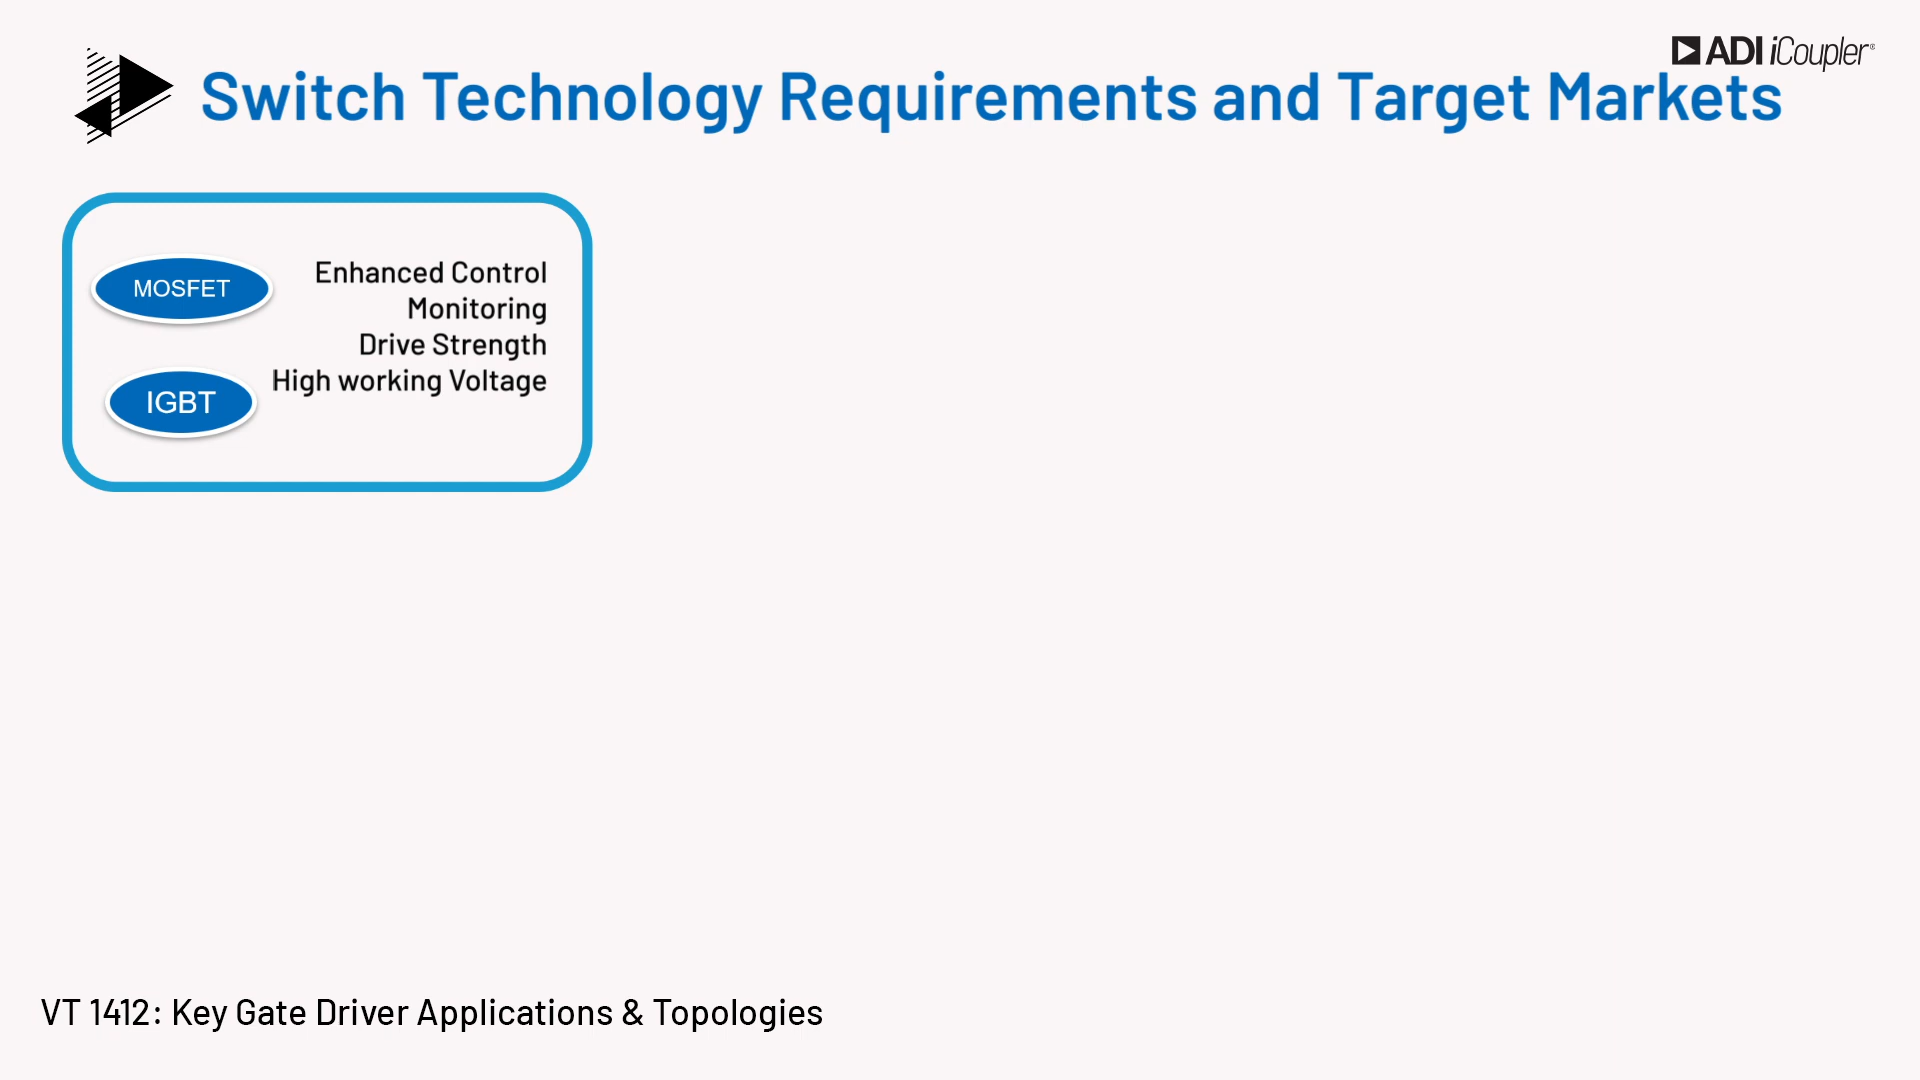 ADI iCoupler®
Switch Technology Requirements and Target Markets
MOSFET
Enhanced Control
Monitoring
Drive Strength
High working Voltage
IGBT
VT 1412: Key Gate Driver Applications & Topologies